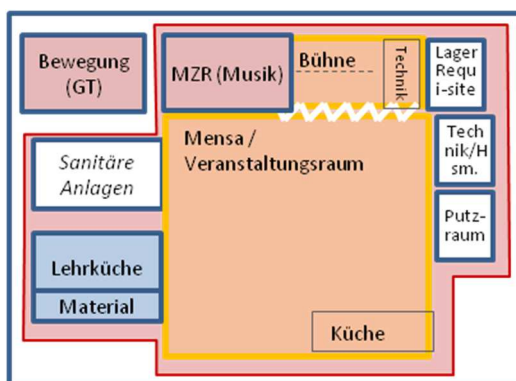 Bewegung
(GT)
MZR (Musik)
Bühne
Technik
Lager
Requ
i-site
Mensa /
Veranstaltungsraum
Tech
nik/H
sm.
Sanitäre
Anlagen
Putz-
raum
Lehrküche
Material
Küche